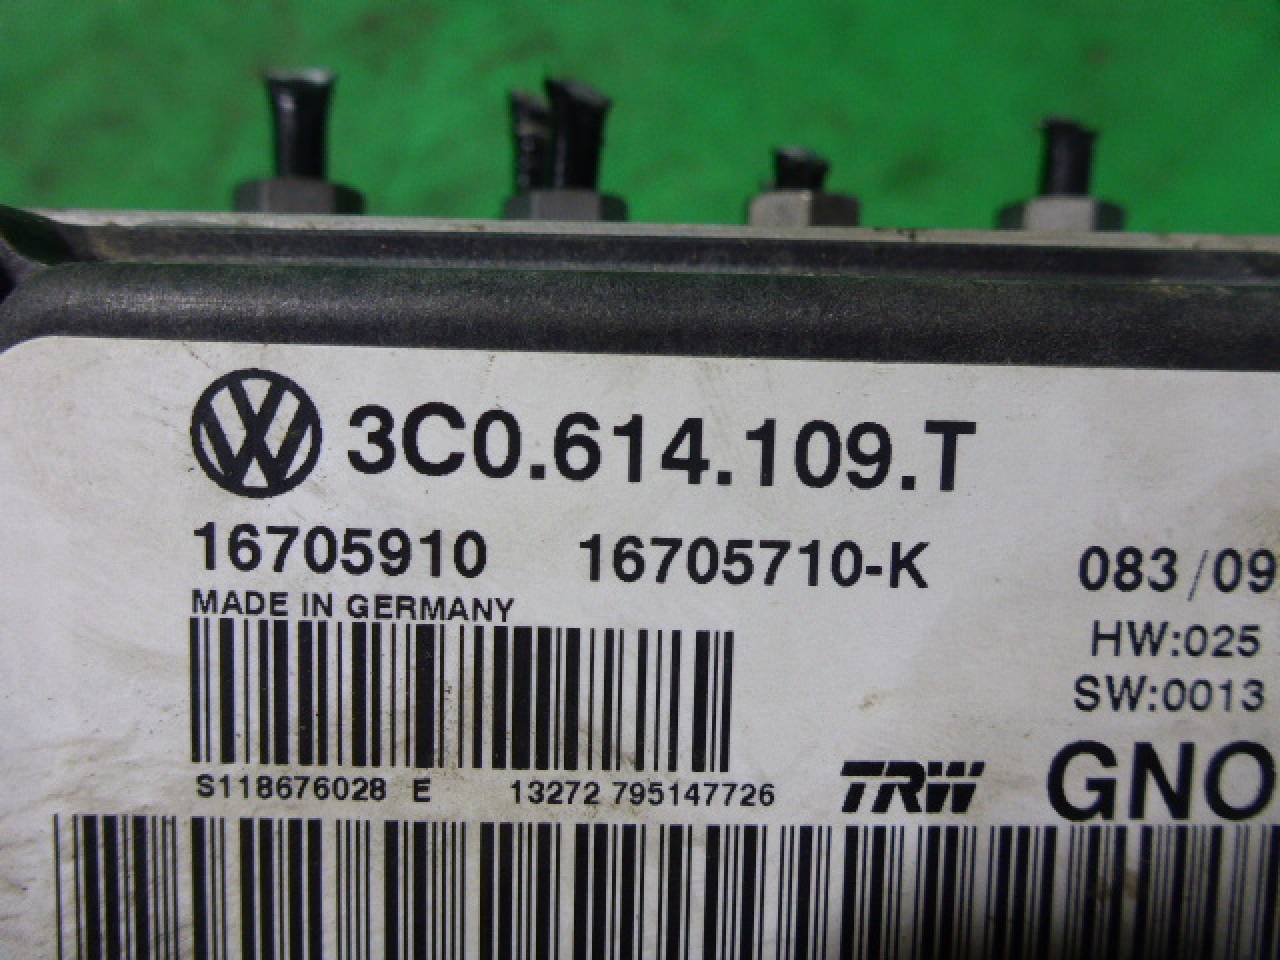 3C0.614.109.T
16705910 16705710-K 083/09
MADE IN GERMANY
HW:025
SW:0013
S118676028 E 13272 795147726 TRW GNO